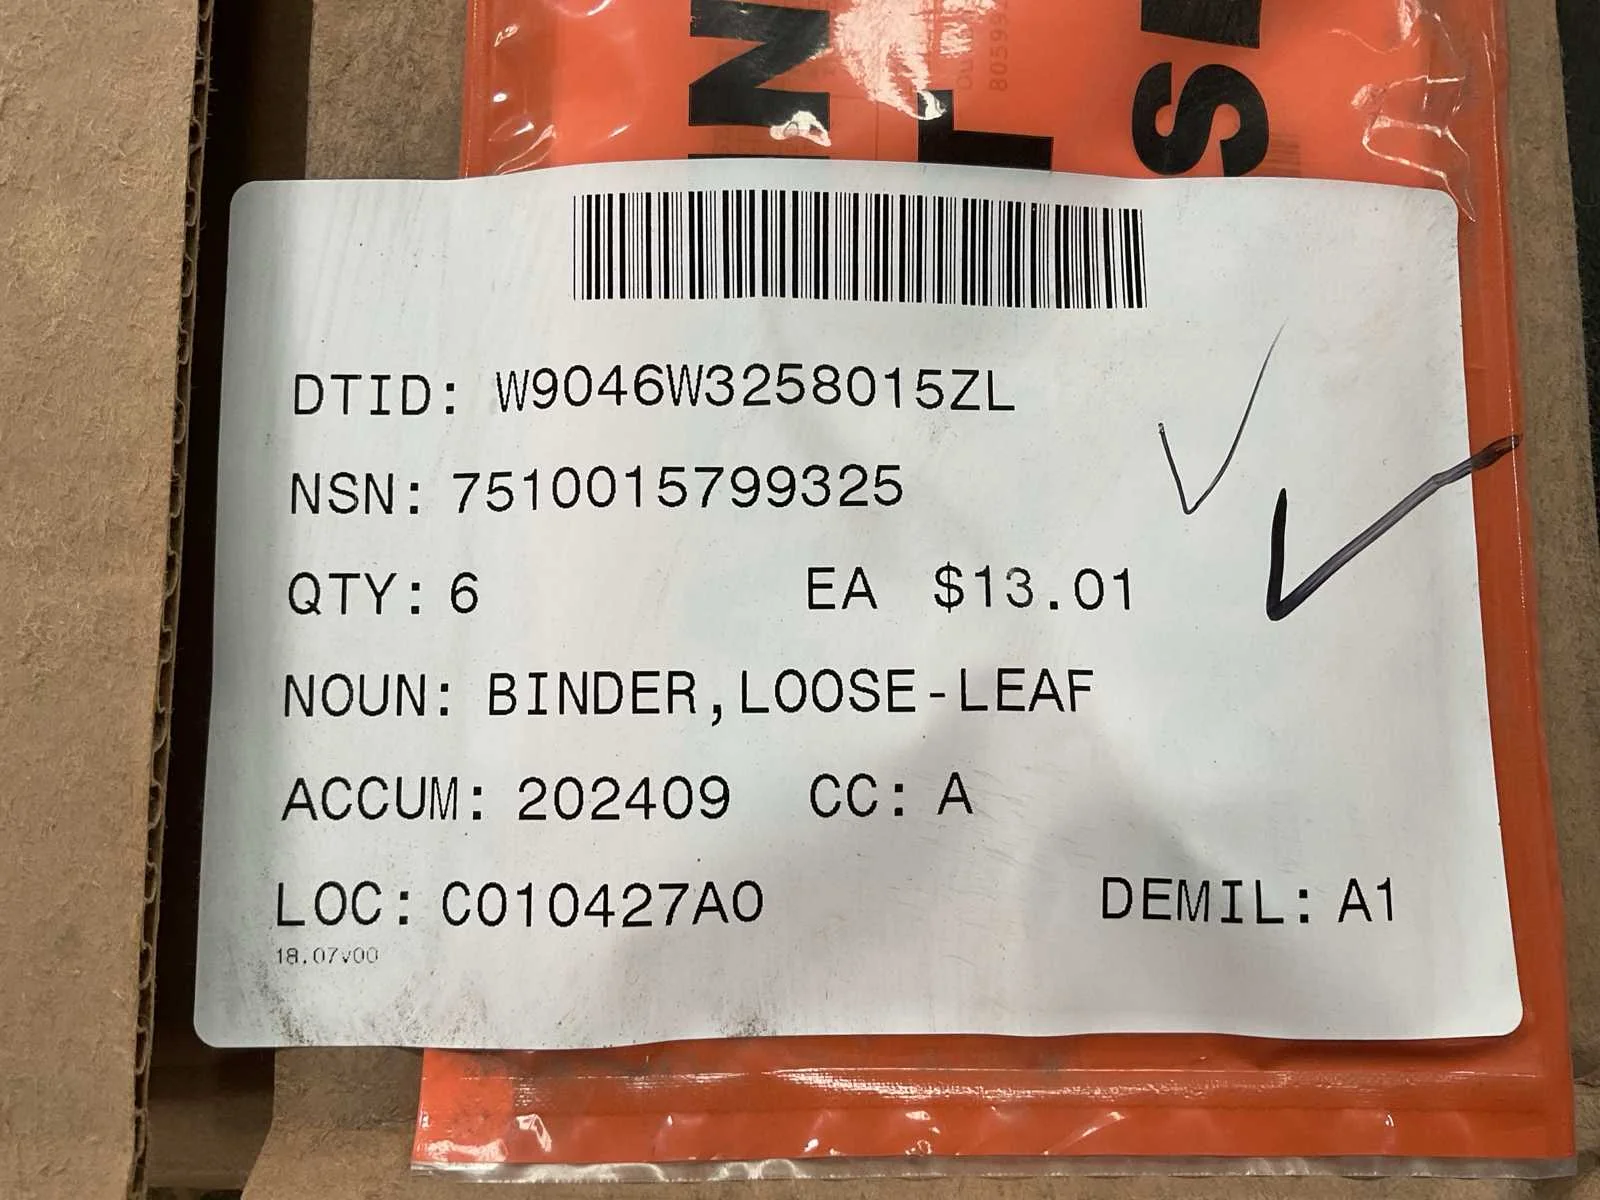 DTID: W9046W3258015ZL
NSN: 7510015799325
QTY: 6 EA $13.01
NOUN: BINDER,LOOSE-LEAF
ACCUM: 202409 CC: A
LOC: C010427A0 DEMIL: A1
18.07v00